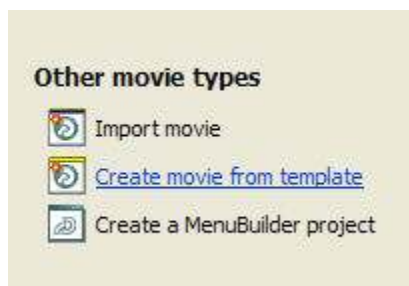 Other movie types
Import movie
Create movie from template
Create a MenuBuilder project